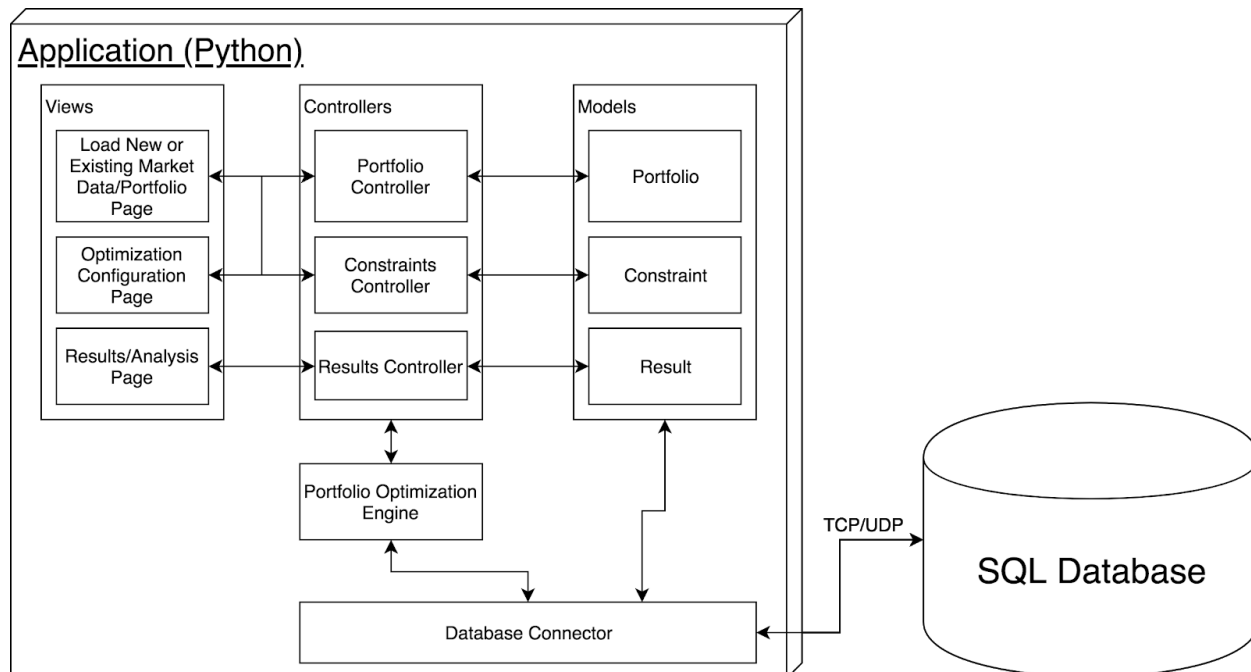 Application (Python)
Views
Controllers
Models
Load New or
Existing Market
Data/Portfolio
Page
Portfolio
Controller
Portfolio
Optimization
Configuration
Page
Constraints
Controller
Constraint
Results/Analysis
Page
Results Controller
Result
Portfolio Optimization
Engine
TCP/UDP
SQL Database
Database Connector